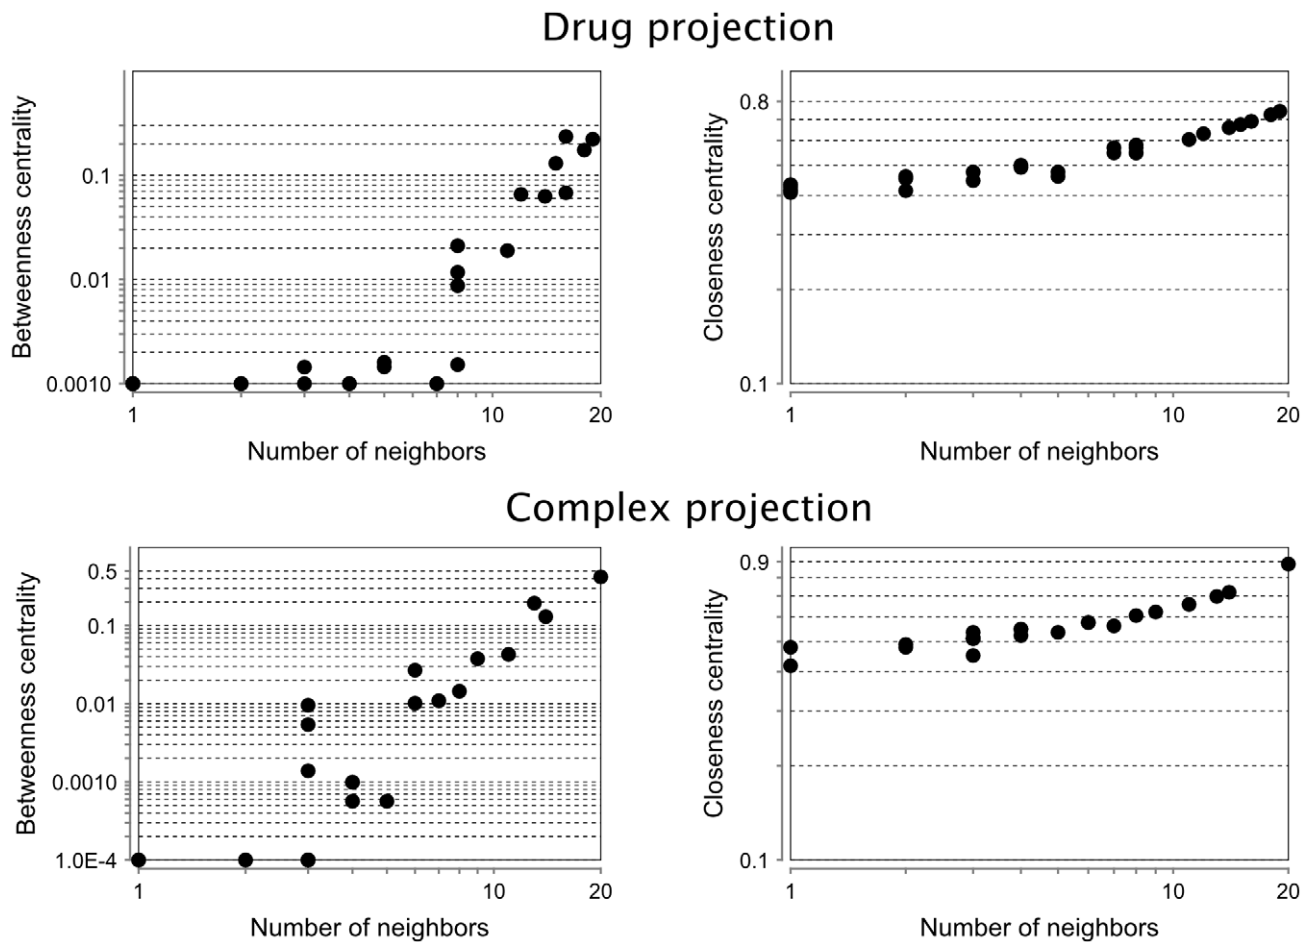 Drug projection
Betweenness centrality
0.1
0.01
0.0010
1
10
20
Number of neighbors
Closeness centrality
0.8
0.1
1
10
20
Number of neighbors
Complex projection
Betweenness centrality
0.5
0.1
0.01
0.0010
1.0E-4
1
10
20
Number of neighbors
Closeness centrality
0.9
0.1
1
10
20
Number of neighbors